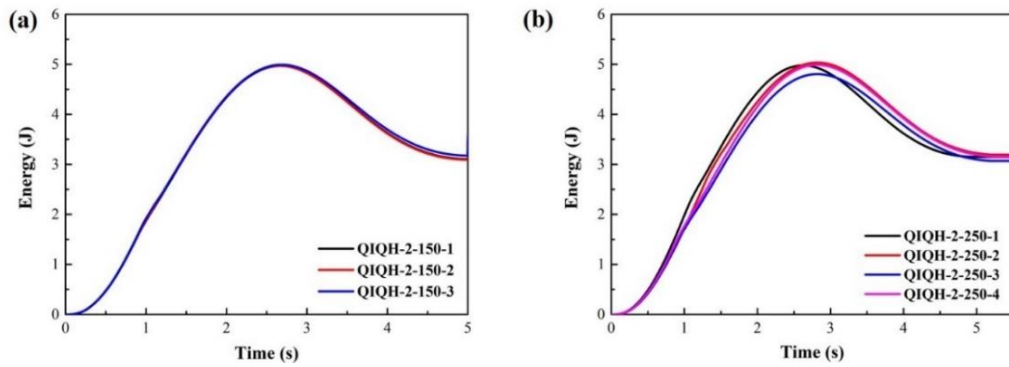 (a)
6
5
4
3
2
1
0
Energy (J)
QIQH-2-150-1
QIQH-2-150-2
QIQH-2-150-3
0 1 2 3 4 5
Time (s)
(b)
6
5
4
3
2
1
0
Energy (J)
QIQH-2-250-1
QIQH-2-250-2
QIQH-2-250-3
QIQH-2-250-4
0 1 2 3 4 5
Time (s)